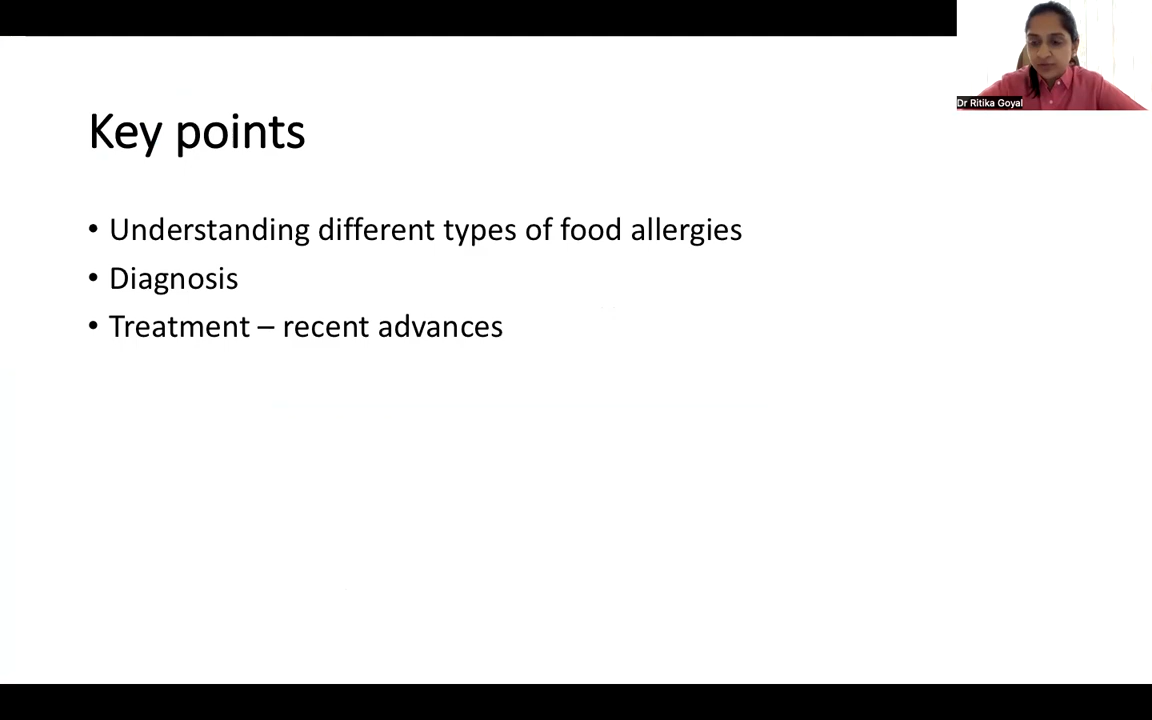 Dr Ritika Goyal
Key points
• Understanding different types of food allergies
• Diagnosis
• Treatment – recent advances